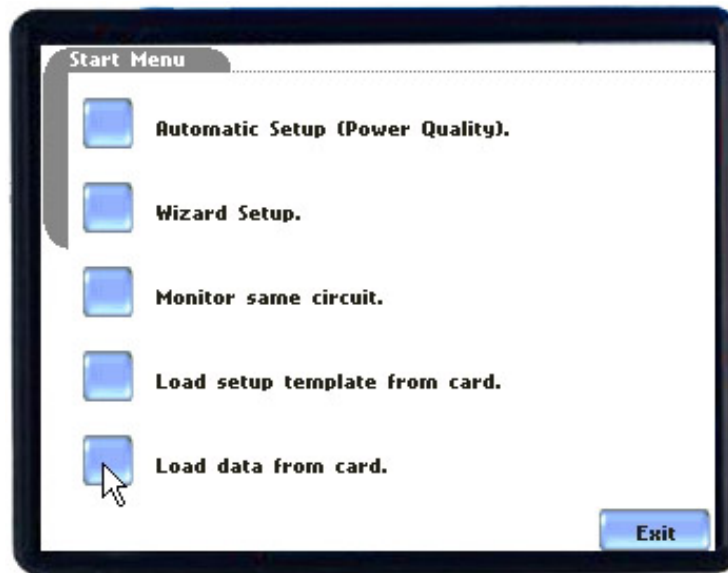 Start Menu
Automatic Setup (Power Quality).
Wizard Setup.
Monitor same circuit.
Load setup template from card.
Load data from card.
Exit